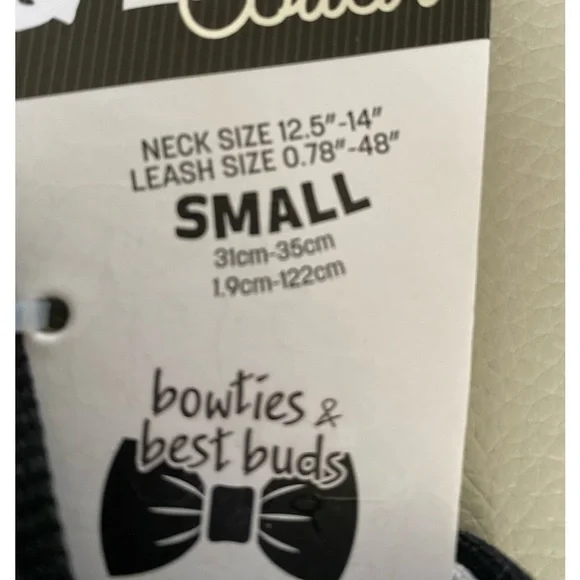 NECK SIZE 12.5"-14"
LEASH SIZE 0.78"-48"
SMALL
31cm-35cm
1.9cm-122cm
bowties &
best buds